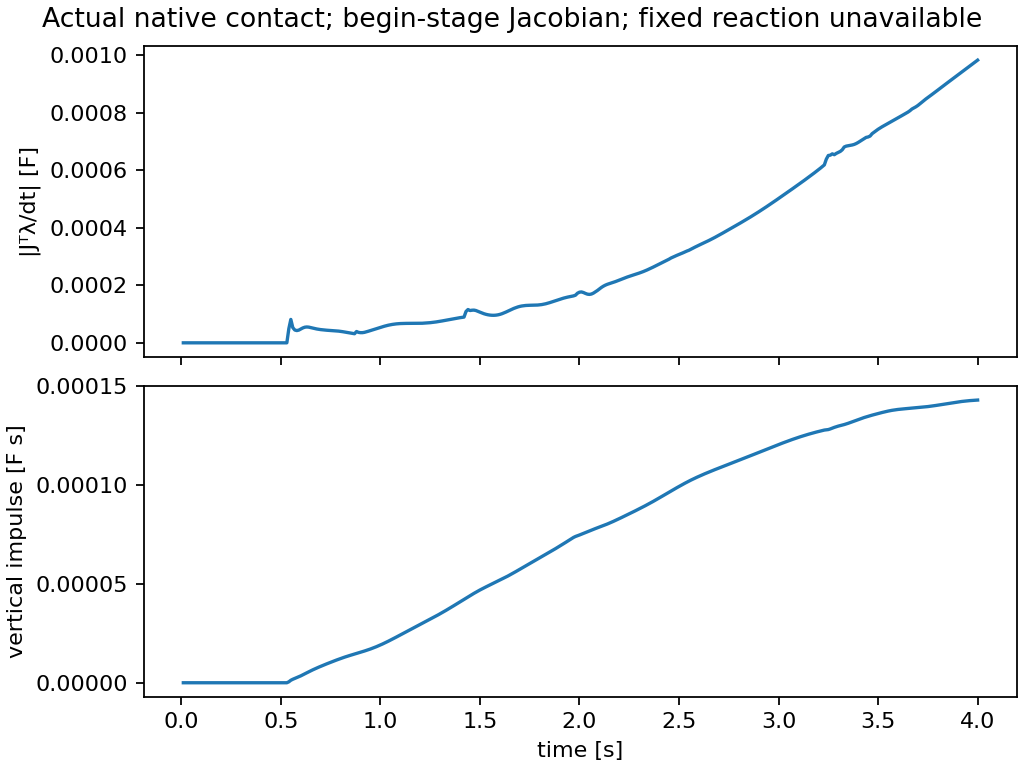 Actual native contact; begin-stage Jacobian; fixed reaction unavailable
|Jᵀλ/dt| [F]
0.0010
0.0008
0.0006
0.0004
0.0002
0.0000
vertical impulse [F s]
0.00015
0.00010
0.00005
0.00000
0.0 0.5 1.0 1.5 2.0 2.5 3.0 3.5 4.0
time [s]